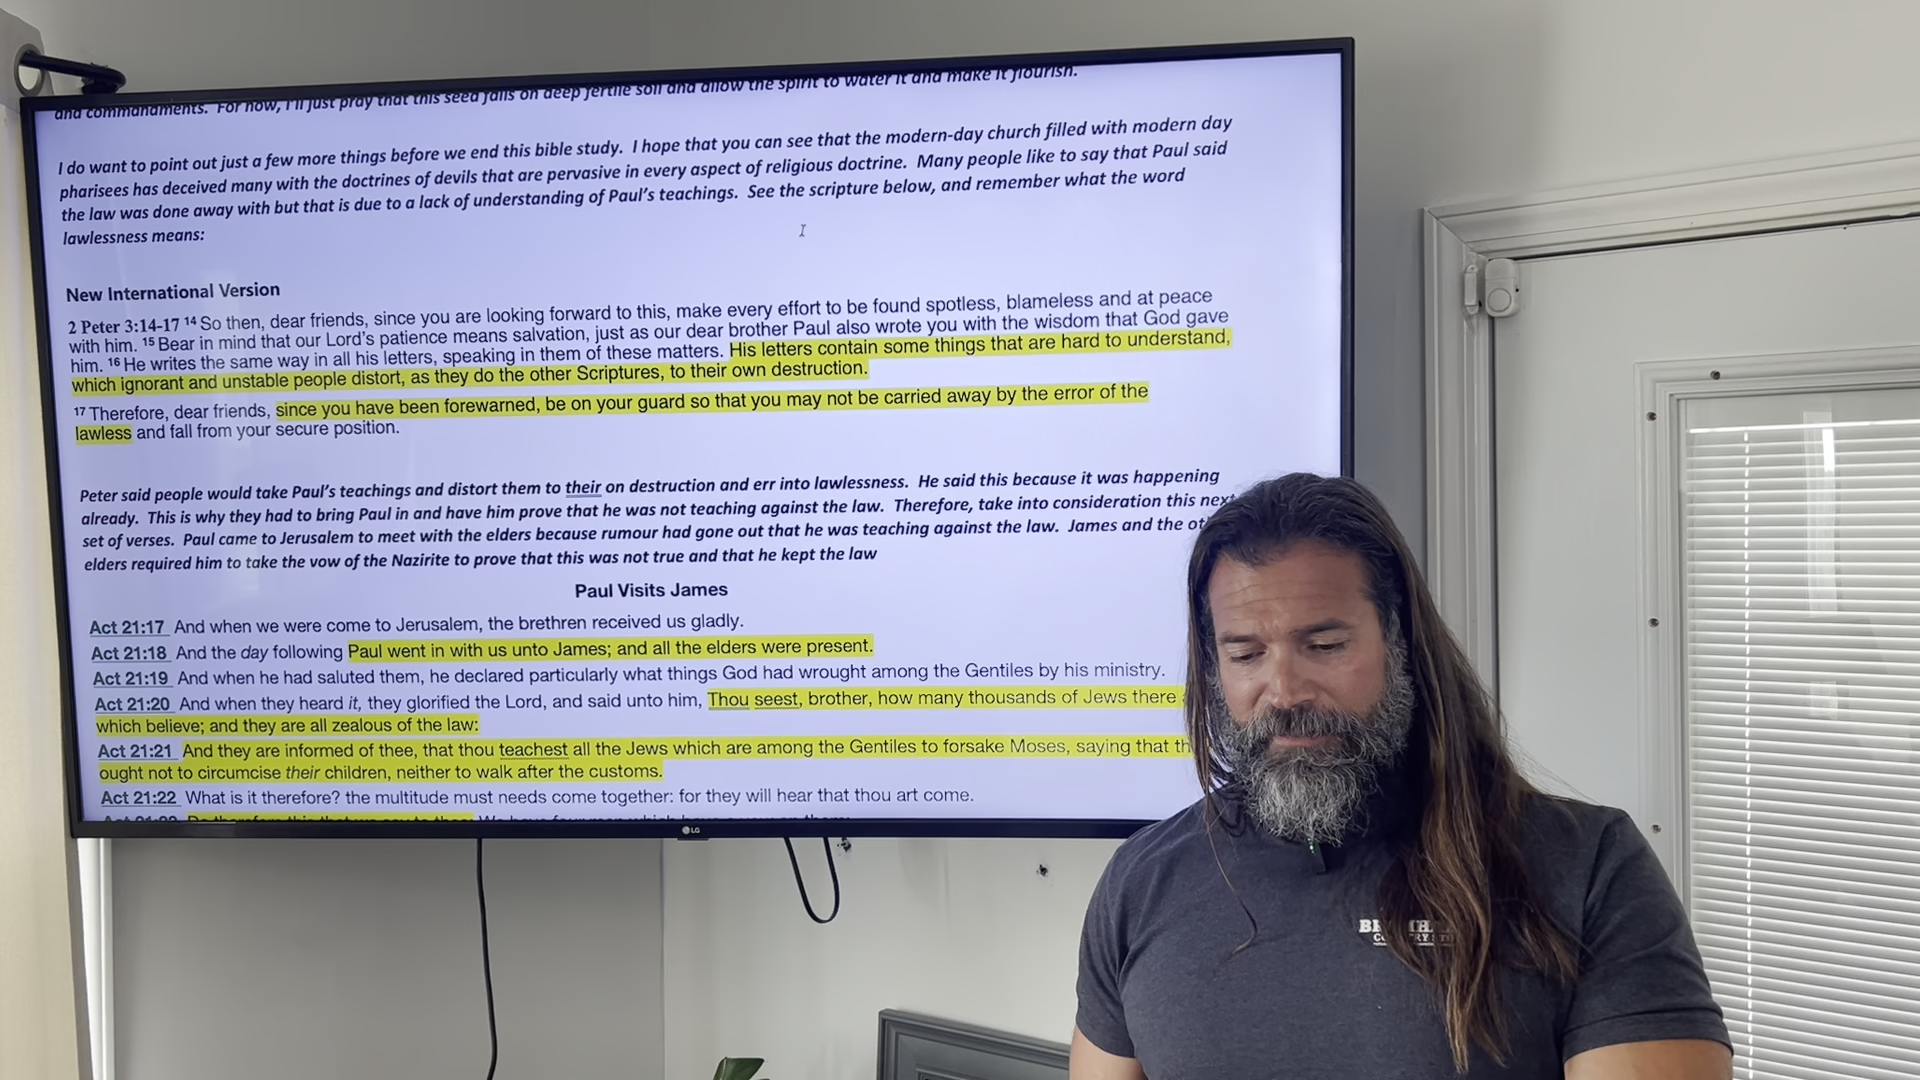 and commandments. For now, I'll just pray that this seed falls on deep fertile soil and allow the spirit to water it and make it flourish.
I do want to point out just a few more things before we end this bible study. I hope that you can see that the modern-day church filled with modern day
pharisees has deceived many with the doctrines of devils that are pervasive in every aspect of religious doctrine. Many people like to say that Paul said
the law was done away with but that is due to a lack of understanding of Paul's teachings. See the scripture below, and remember what the word
lawlessness means:
New International Version
2 Peter 3:14-17 14 So then, dear friends, since you are looking forward to this, make every effort to be found spotless, blameless and at peace
with him. 15 Bear in mind that our Lord's patience means salvation, just as our dear brother Paul also wrote you with the wisdom that God gave
him. 16 He writes the same way in all his letters, speaking in them of these matters. His letters contain some things that are hard to understand,
which ignorant and unstable people distort, as they do the other Scriptures, to their own destruction.
17 Therefore, dear friends, since you have been forewarned, be on your guard so that you may not be carried away by the error of the
lawless and fall from your secure position.
Peter said people would take Paul's teachings and distort them to their on destruction and err into lawlessness. He said this because it was happening
already. This is why they had to bring Paul in and have him prove that he was not teaching against the law. Therefore, take into consideration this next
set of verses. Paul came to Jerusalem to meet with the elders because rumour had gone out that he was teaching against the law. James and the
elders required him to take the vow of the Nazirite to prove that this was not true and that he kept the law
Paul Visits James
Act 21:17 And when we were come to Jerusalem, the brethren received us gladly.
Act 21:18 And the day following Paul went in with us unto James; and all the elders were present.
Act 21:19 And when he had saluted them, he declared particularly what things God had wrought among the Gentiles by his ministry.
Act 21:20 And when they heard it, they glorified the Lord, and said unto him, Thou seest, brother, how many thousands of Jews there
which believe; and they are all zealous of the law:
Act 21:21 And they are informed of thee, that thou teachest all the Jews which are among the Gentiles to forsake Moses, saying that
ought not to circumcise their children, neither to walk after the customs.
Act 21:22 What is it therefore? the multitude must needs come together: for they will hear that thou art come.
LG